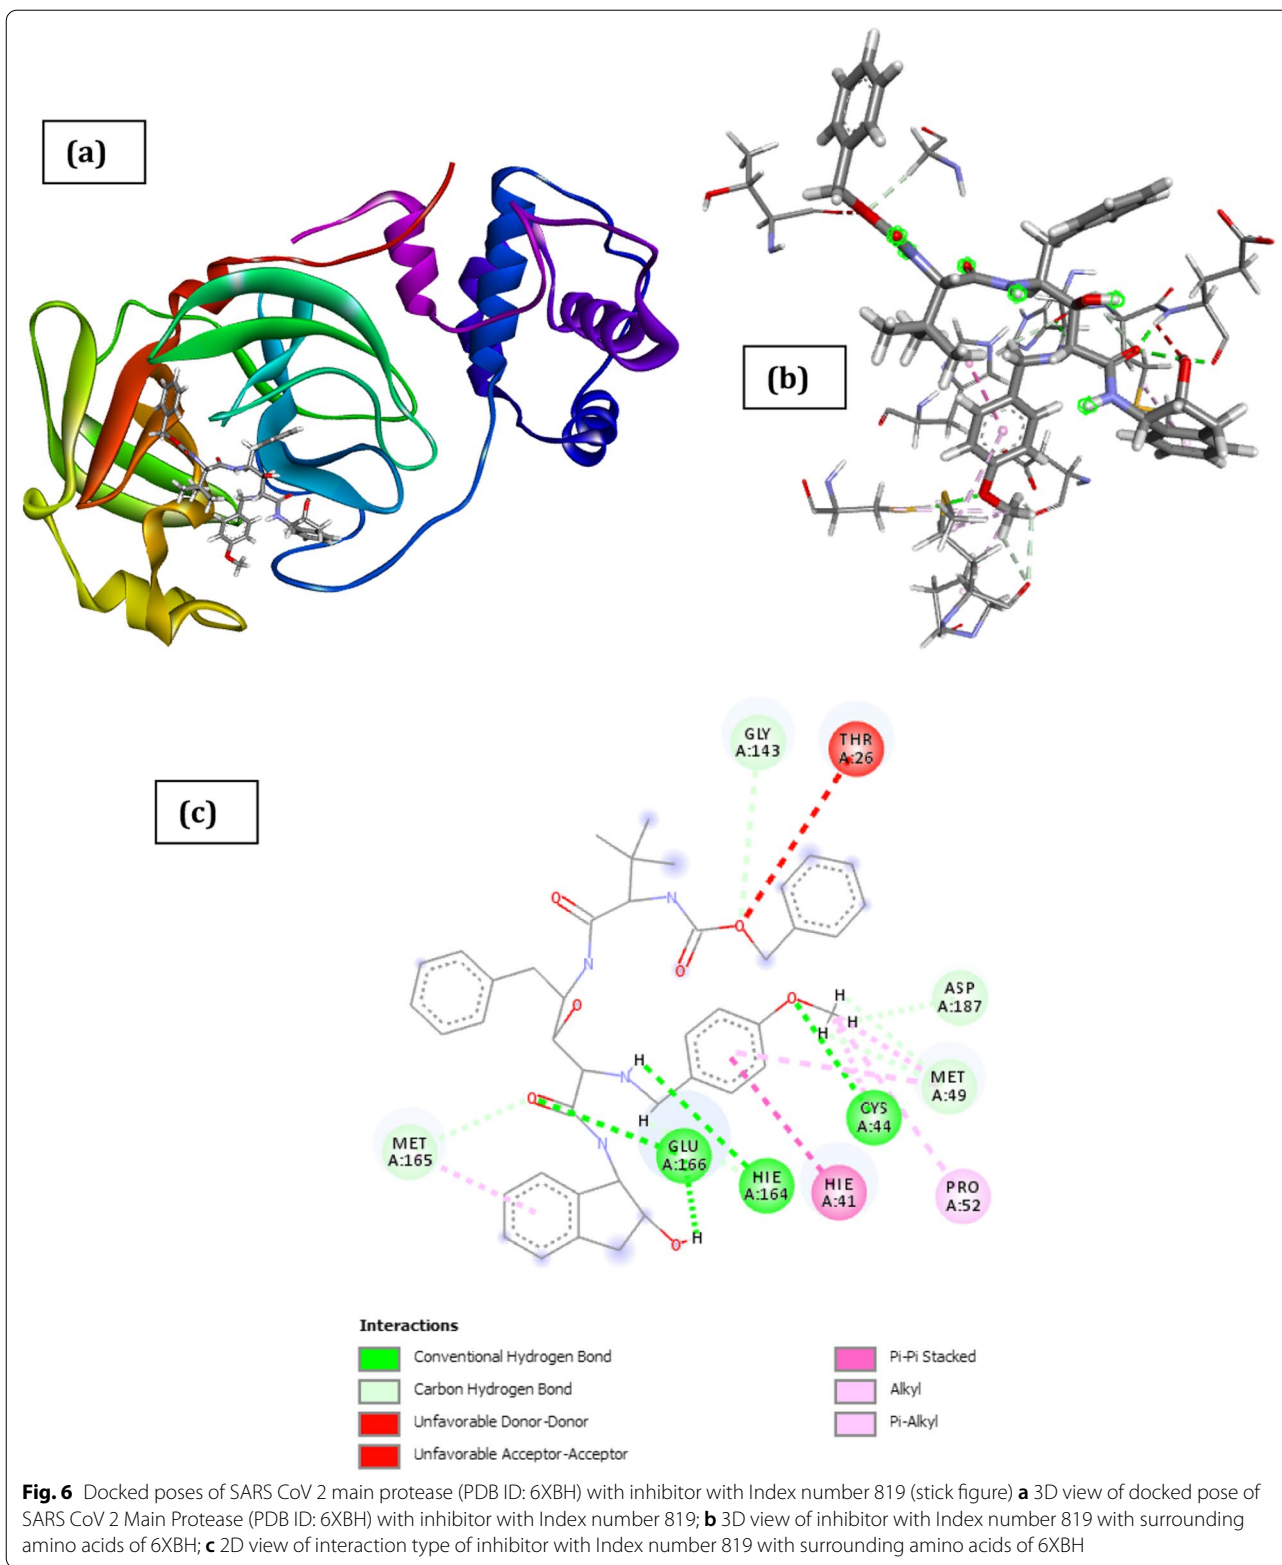 (a)
(b)
(c)
GLY
A:143
THR
A:26
O
N
O
O
N
O
O
H
H
H
ASP
A:187
O
H
N
H
MET
A:49
O
CYS
A:44
MET
A:165
N
GLU
A:166
HIE
A:164
HIE
A:41
PRO
A:52
O
H
Interactions
Conventional Hydrogen Bond
Carbon Hydrogen Bond
Unfavorable Donor-Donor
Unfavorable Acceptor-Acceptor
Pi-Pi Stacked
Alkyl
Pi-Alkyl
Fig. 6 Docked poses of SARS CoV 2 main protease (PDB ID: 6XBH) with inhibitor with Index number 819 (stick figure) a 3D view of docked pose of
SARS CoV 2 Main Protease (PDB ID: 6XBH) with inhibitor with Index number 819; b 3D view of inhibitor with Index number 819 with surrounding
amino acids of 6XBH; c 2D view of interaction type of inhibitor with Index number 819 with surrounding amino acids of 6XBH